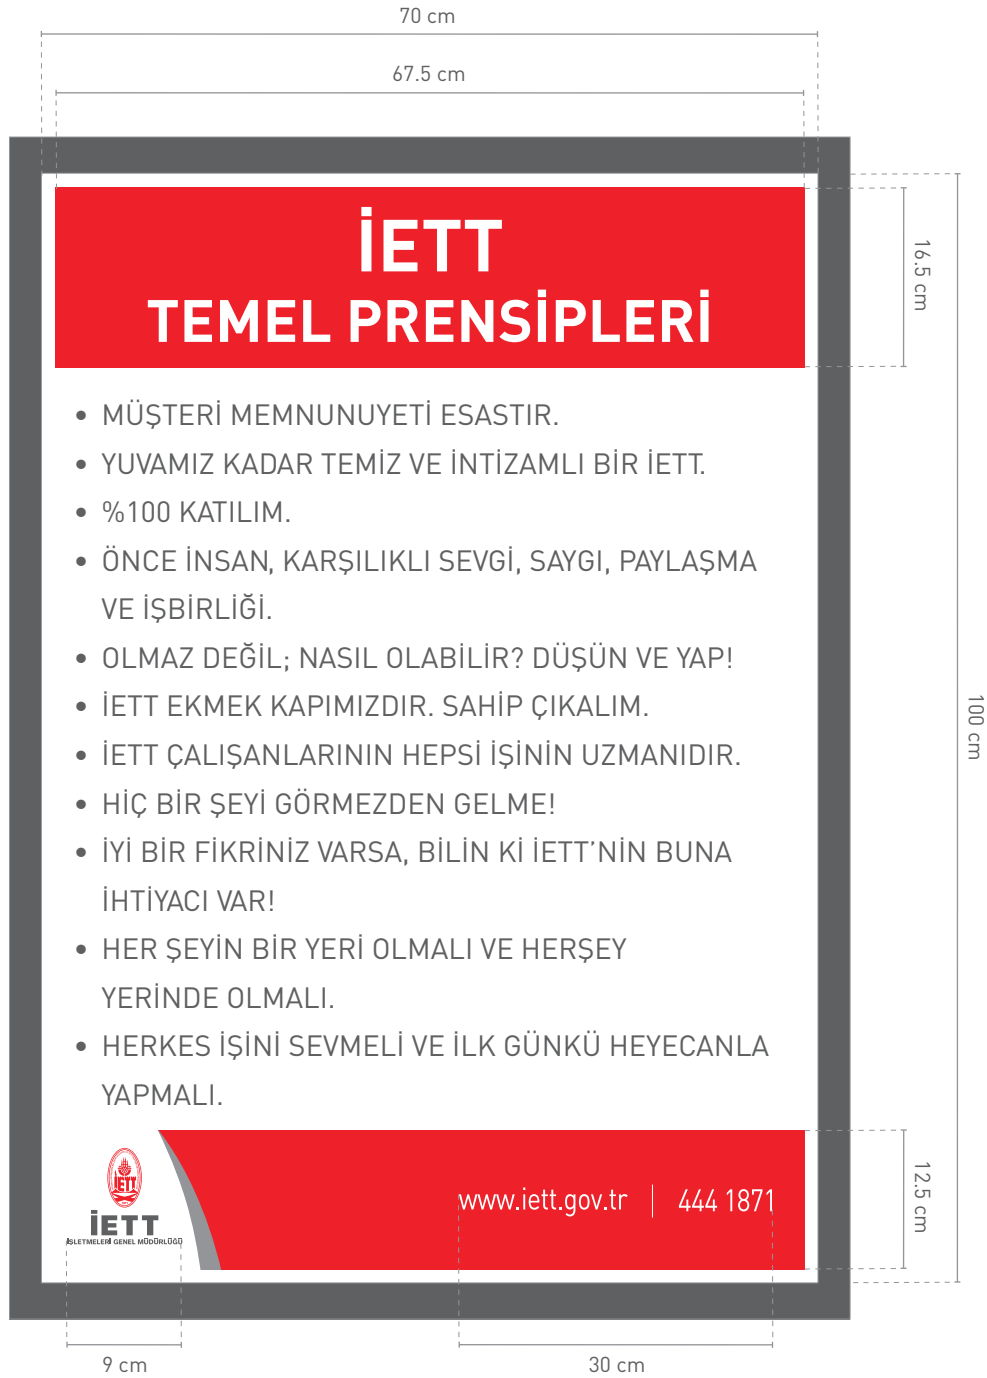 70 cm
67.5 cm
İETT
TEMEL PRENSİPLERİ
16.5 cm
• MÜŞTERİ MEMNUNUYETİ ESASTIR.
• YUVAMIZ KADAR TEMİZ VE İNTİZAMLI BİR İETT.
• %100 KATILIM.
• ÖNCE İNSAN, KARŞILIKLI SEVGİ, SAYGI, PAYLAŞMA
VE İŞBİRLİĞİ.
• OLMAZ DEĞİL; NASIL OLABİLİR? DÜŞÜN VE YAP!
• İETT EKMEK KAPIMIZDIR. SAHİP ÇIKALIM.
100 cm
• İETT ÇALIŞANLARININ HEPSİ İŞİNİN UZMANIDIR.
• HİÇ BİR ŞEYİ GÖRMEZDEN GELME!
• İYİ BİR FİKRİNİZ VARSA, BİLİN Kİ İETT'NİN BUNA
İHTİYACI VAR!
• HER ŞEYİN BİR YERİ OLMALI VE HERŞEY
YERİNDE OLMALI.
• HERKES İŞİNİ SEVMELİ VE İLK GÜNKÜ HEYECANLA
YAPMALI.
İETT
İETT
İŞLETMELERİ GENEL MÜDÜRLÜĞÜ
www.iett.gov.tr | 444 1871
12.5 cm
9 cm
30 cm